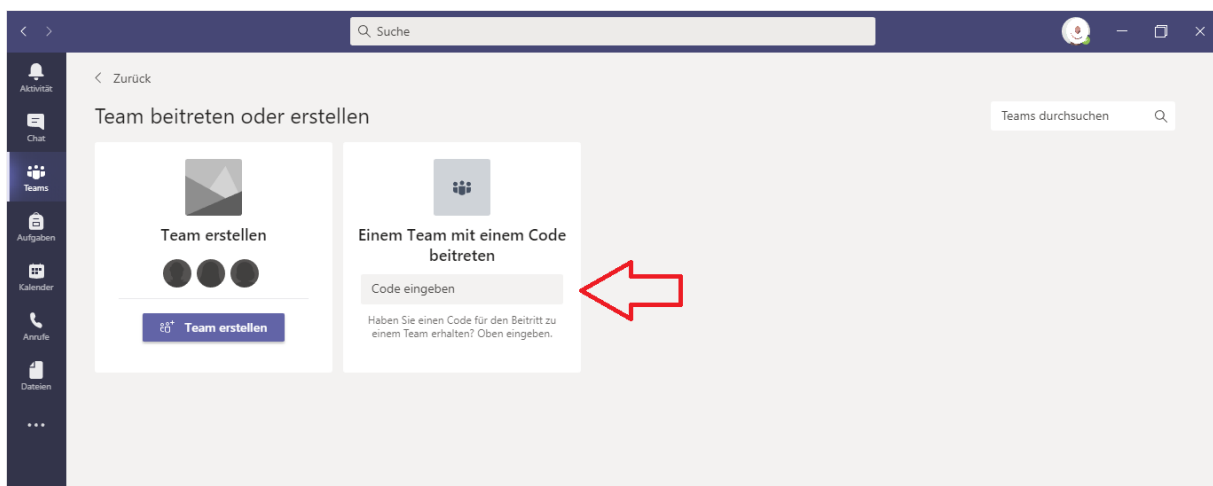 Suche
Aktivität
Chat
Teams
Aufgaben
Kalender
Anrufe
Dateien
Zurück
Team beitreten oder erstellen
Teams durchsuchen
Team erstellen
Team erstellen
Einem Team mit einem Code
beitreten
Code eingeben
Haben Sie einen Code für den Beitritt zu
einem Team erhalten? Oben eingeben.